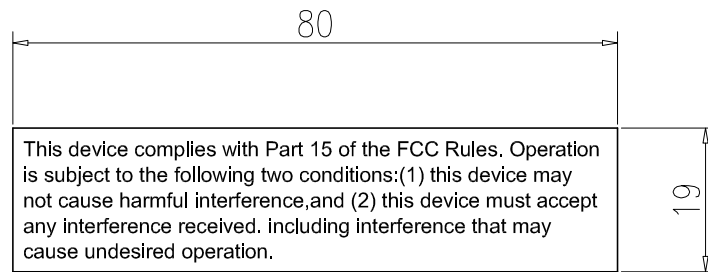 80
This device complies with Part 15 of the FCC Rules. Operation
is subject to the following two conditions:(1) this device may
not cause harmful interference,and (2) this device must accept
any interference received. including interference that may
cause undesired operation.
19